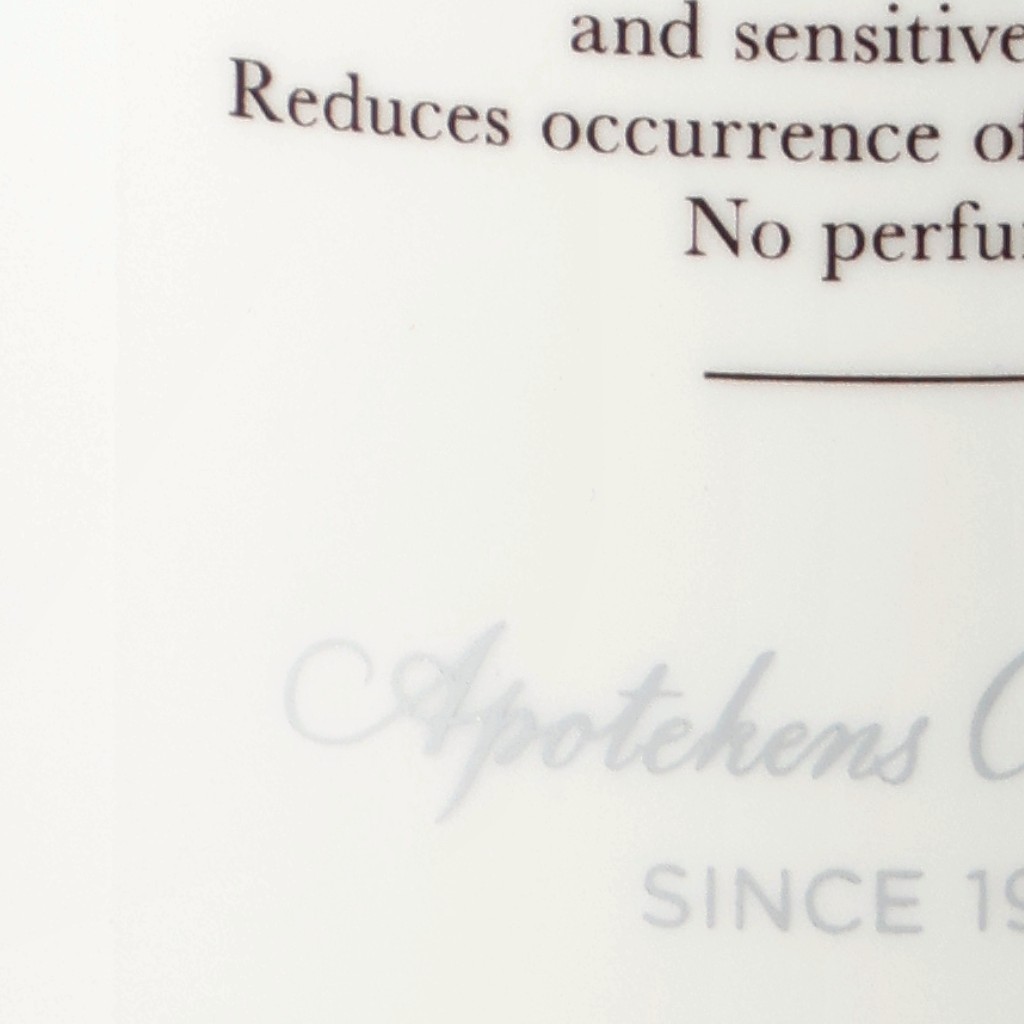 and sensitive
Reduces occurrence of
No perfu
Apotekens
SINCE 19